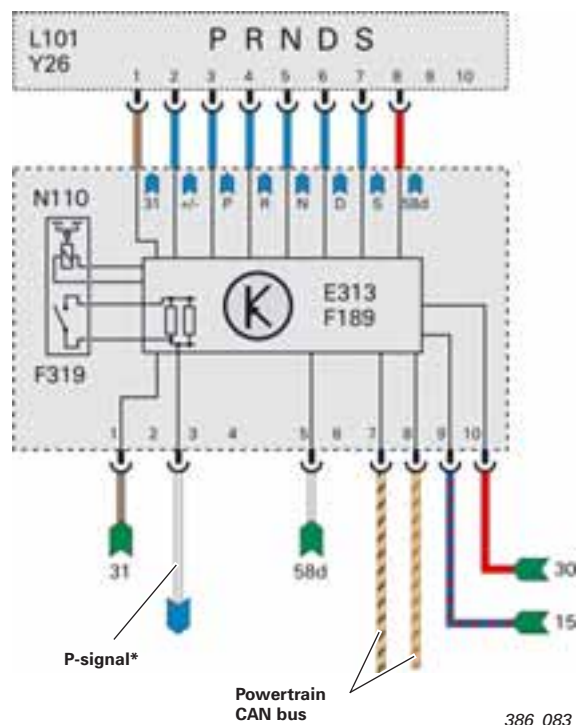 L101 P R N D S
Y26
1 2 3 4 5 6 7 8 9 10
31 +/- P R N D S 58d
N110
E313
F189
F319
1 2 3 4 5 6 7 8 9 10
31 58d 30
15
P-signal*
Powertrain
CAN bus
386_083